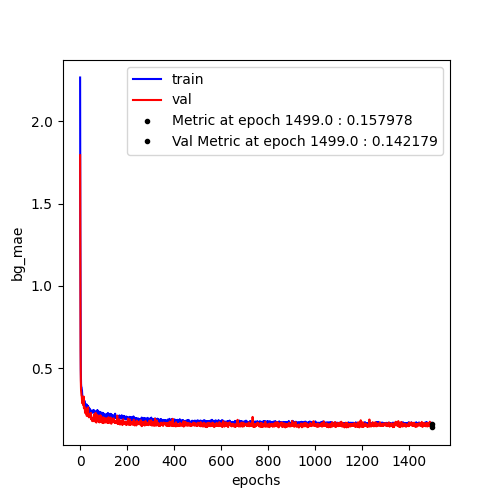 train
val
Metric at epoch 1499.0 : 0.157978
Val Metric at epoch 1499.0 : 0.142179
2.0
1.5
1.0
0.5
bg_mae
0 200 400 600 800 1000 1200 1400
epochs